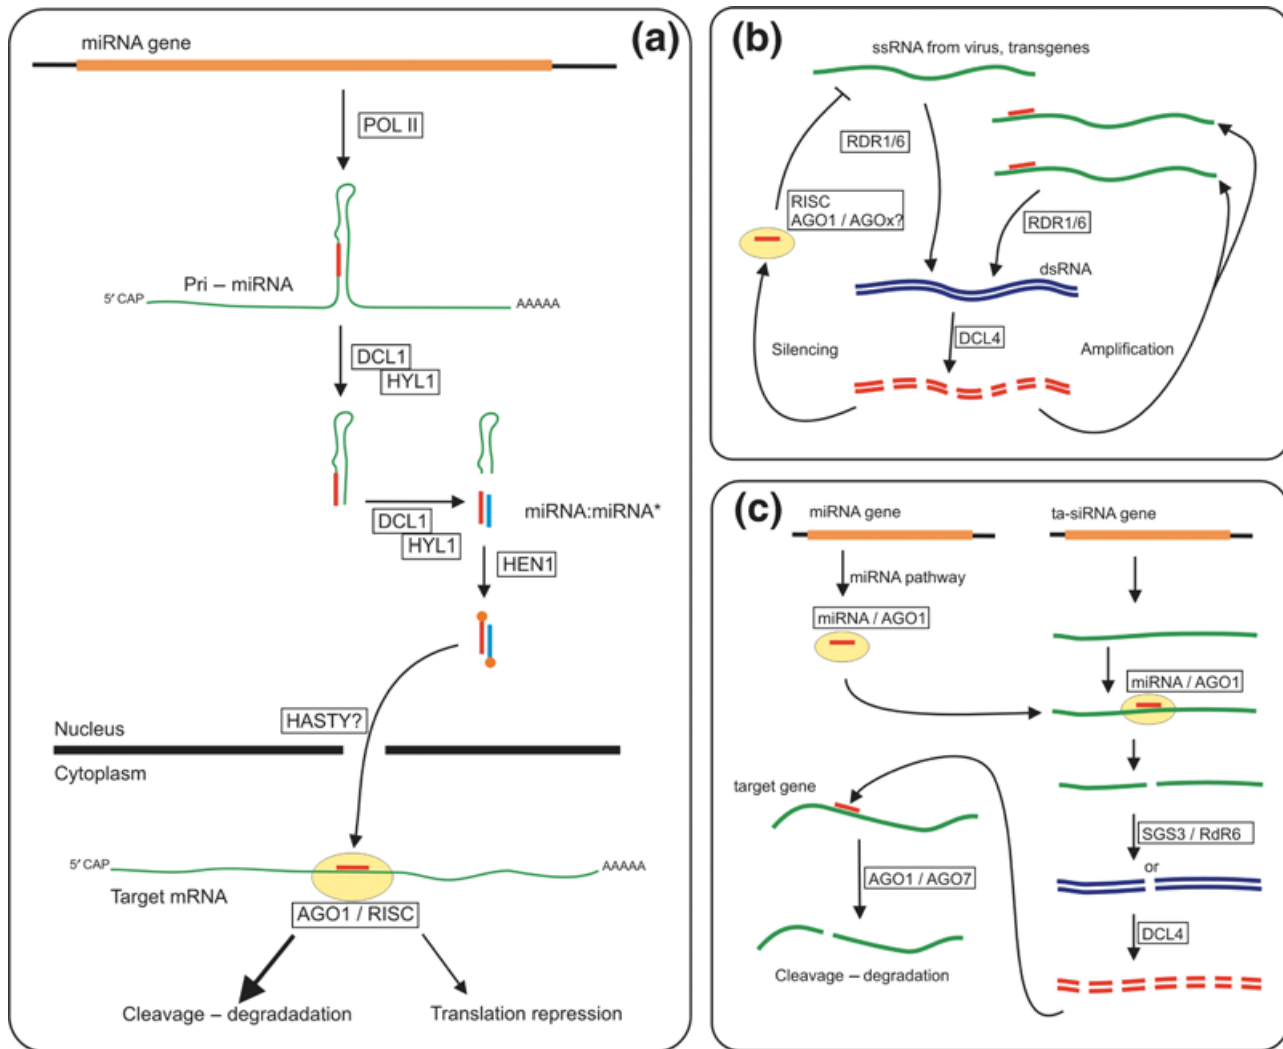 (a)
miRNA gene
POL II
Pri – miRNA
5′ CAP
AAAAA
DCL1
HYL1
DCL1
HYL1
miRNA:miRNA*
HEN1
HASTY?
Nucleus
Cytoplasm
5′ CAP
AAAAA
Target mRNA
AGO1 / RISC
Cleavage – degradadation
Translation repression
(b)
ssRNA from virus, transgenes
RDR1/6
RISC
AGO1 / AGOx?
RDR1/6
dsRNA
DCL4
Silencing
Amplification
(c)
miRNA gene
ta-siRNA gene
miRNA pathway
miRNA / AGO1
miRNA / AGO1
target gene
SGS3 / RdR6
or
AGO1 / AGO7
DCL4
Cleavage – degradation